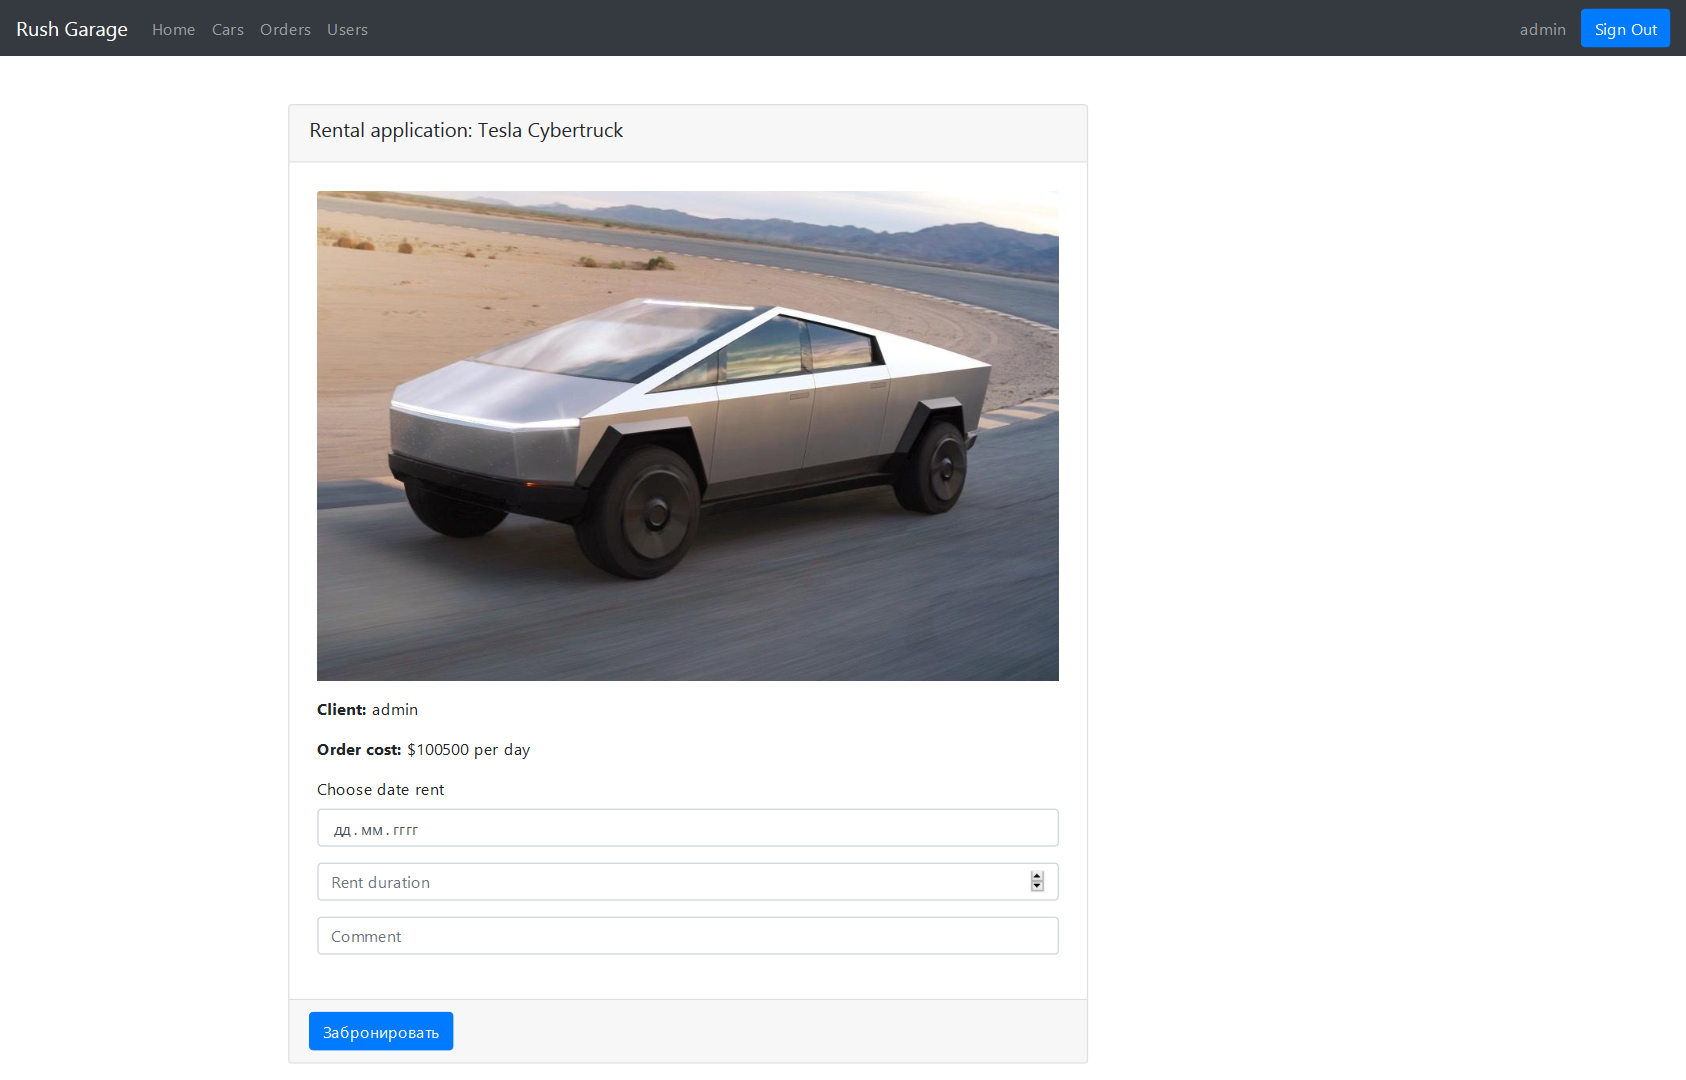 Rush Garage Home Cars Orders Users admin Sign Out
Rental application: Tesla Cybertruck
Client: admin
Order cost: $100500 per day
Choose date rent
дд.мм.гггг
Rent duration
Comment
Забронировать